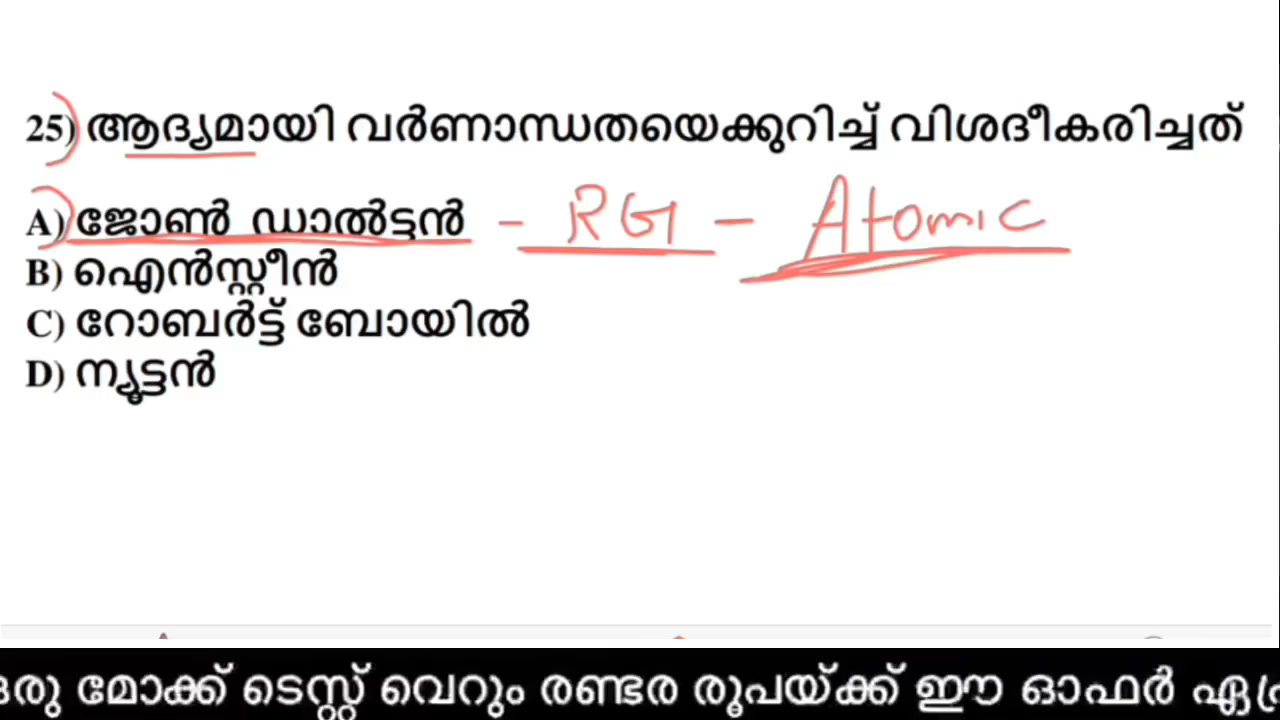 25) ആദ്യമായി വർണാന്ധതയെക്കുറിച്ച് വിശദീകരിച്ചത്
A) ജോൺ ഡാൽട്ടൻ - RG - Atomic
B) ഐൻസ്റ്റീൻ
C) റോബർട്ട് ബോയിൽ
D) ന്യൂട്ടൻ
മോക്ക് ടെസ്റ്റ് വെറും രണ്ടര രൂപയ്ക്ക് ഈ ഓഫർ